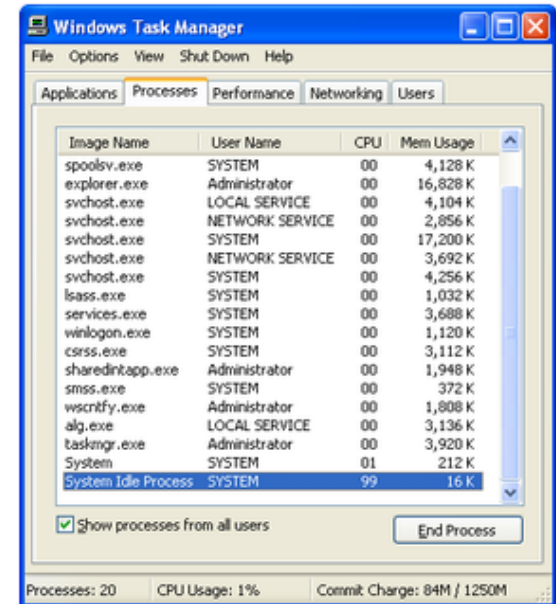 Windows Task Manager
File Options View Shut Down Help
Applications Processes Performance Networking Users
Image Name User Name CPU Mem Usage
spoolsv.exe SYSTEM 00 4,128 K
explorer.exe Administrator 00 16,828 K
svchost.exe LOCAL SERVICE 00 4,104 K
svchost.exe NETWORK SERVICE 00 2,856 K
svchost.exe SYSTEM 00 17,200 K
svchost.exe NETWORK SERVICE 00 3,692 K
svchost.exe SYSTEM 00 4,256 K
lsass.exe SYSTEM 00 1,032 K
services.exe SYSTEM 00 3,688 K
winlogon.exe SYSTEM 00 1,120 K
csrss.exe SYSTEM 00 3,112 K
sharedintapp.exe Administrator 00 1,948 K
smss.exe SYSTEM 00 372 K
wscntfy.exe Administrator 00 1,808 K
alg.exe LOCAL SERVICE 00 3,136 K
taskmgr.exe Administrator 00 3,920 K
System SYSTEM 01 212 K
System Idle Process SYSTEM 99 16 K
Show processes from all users End Process
Processes: 20 CPU Usage: 1% Commit Charge: 84M / 1250M